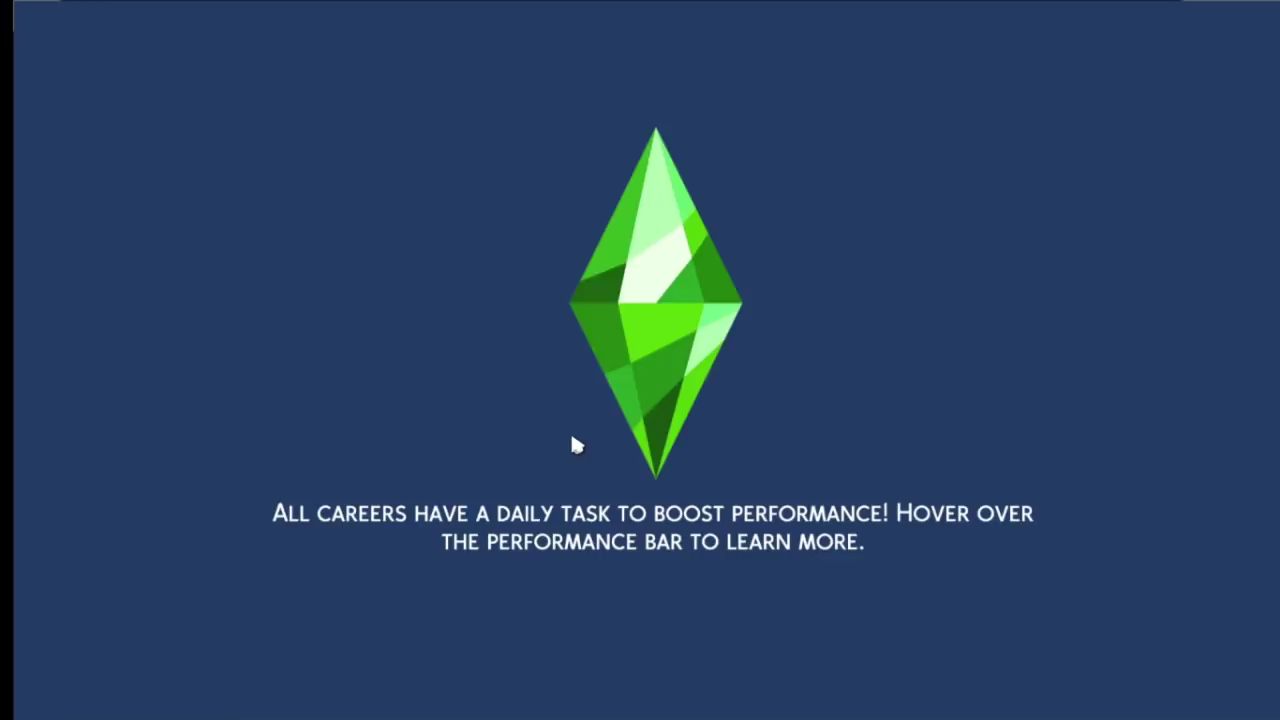 All careers have a daily task to boost performance! Hover over
the performance bar to learn more.